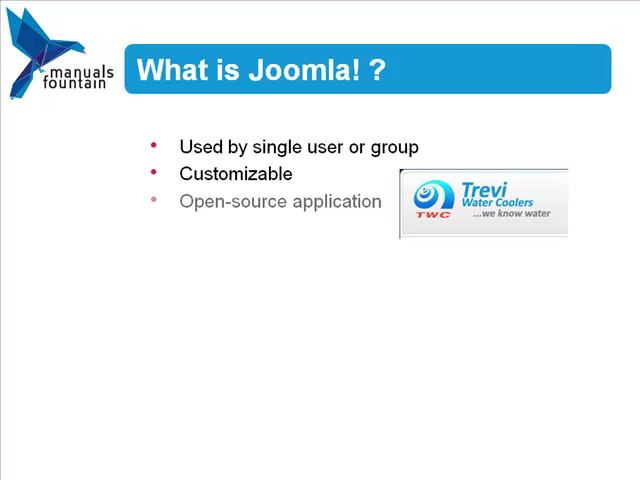 manuals
fountain
What is Joomla! ?
• Used by single user or group
• Customizable
• Open-source application
Trevi
Water Coolers
TWC
...we know water